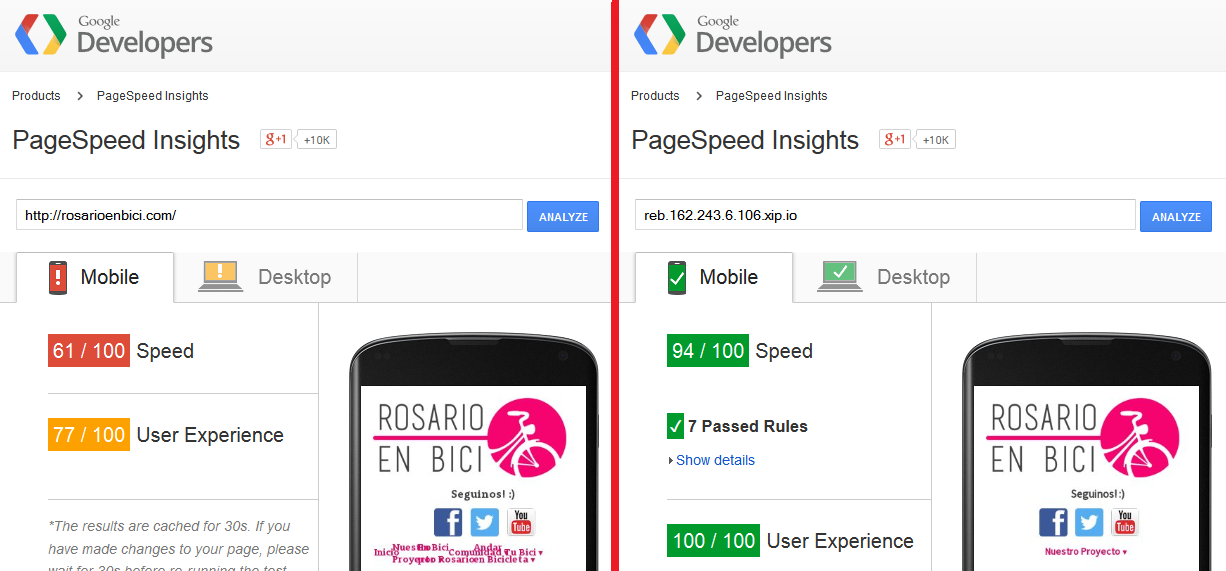 Google
Developers
Products > PageSpeed Insights
PageSpeed Insights g+1 +10K
http://rosarioenbici.com/ ANALYZE
Mobile Desktop
61 / 100 Speed
77 / 100 User Experience
*The results are cached for 30s. If you
have made changes to your page, please
wait for 30s before re-running the test.
ROSARIO
EN BICI
Seguinos! :)
f You Tube
Inicio Nuestro Proyecto En Bici por Rosario Comunidad Andar en Bicicleta Tu Bici
Google
Developers
Products > PageSpeed Insights
PageSpeed Insights g+1 +10K
reb.162.243.6.106.xip.io ANALYZE
Mobile Desktop
94 / 100 Speed
7 Passed Rules
Show details
100 / 100 User Experience
ROSARIO
EN BICI
Seguinos! :)
f You Tube
Nuestro Proyecto